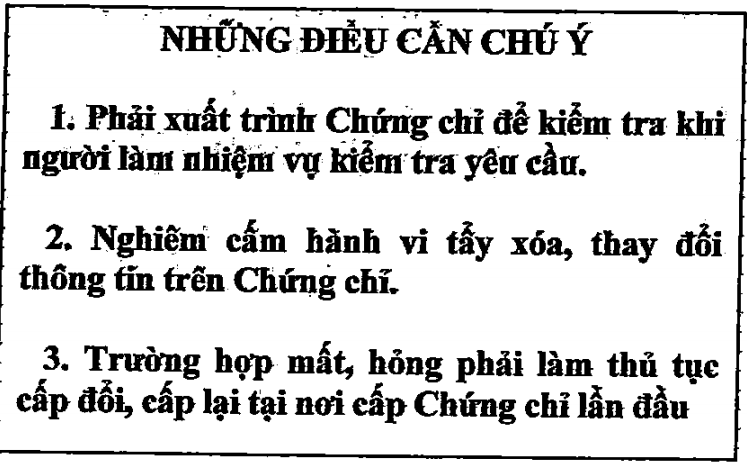 NHỮNG ĐIỀU CẦN CHÚ Ý
1. Phải xuất trình Chứng chỉ để kiểm tra khi
người làm nhiệm vụ kiểm tra yêu cầu.
2. Nghiêm cấm hành vi tẩy xóa, thay đổi
thông tin trên Chứng chỉ.
3. Trường hợp mất, hỏng phải làm thủ tục
cấp đổi, cấp lại tại nơi cấp Chứng chỉ lần đầu